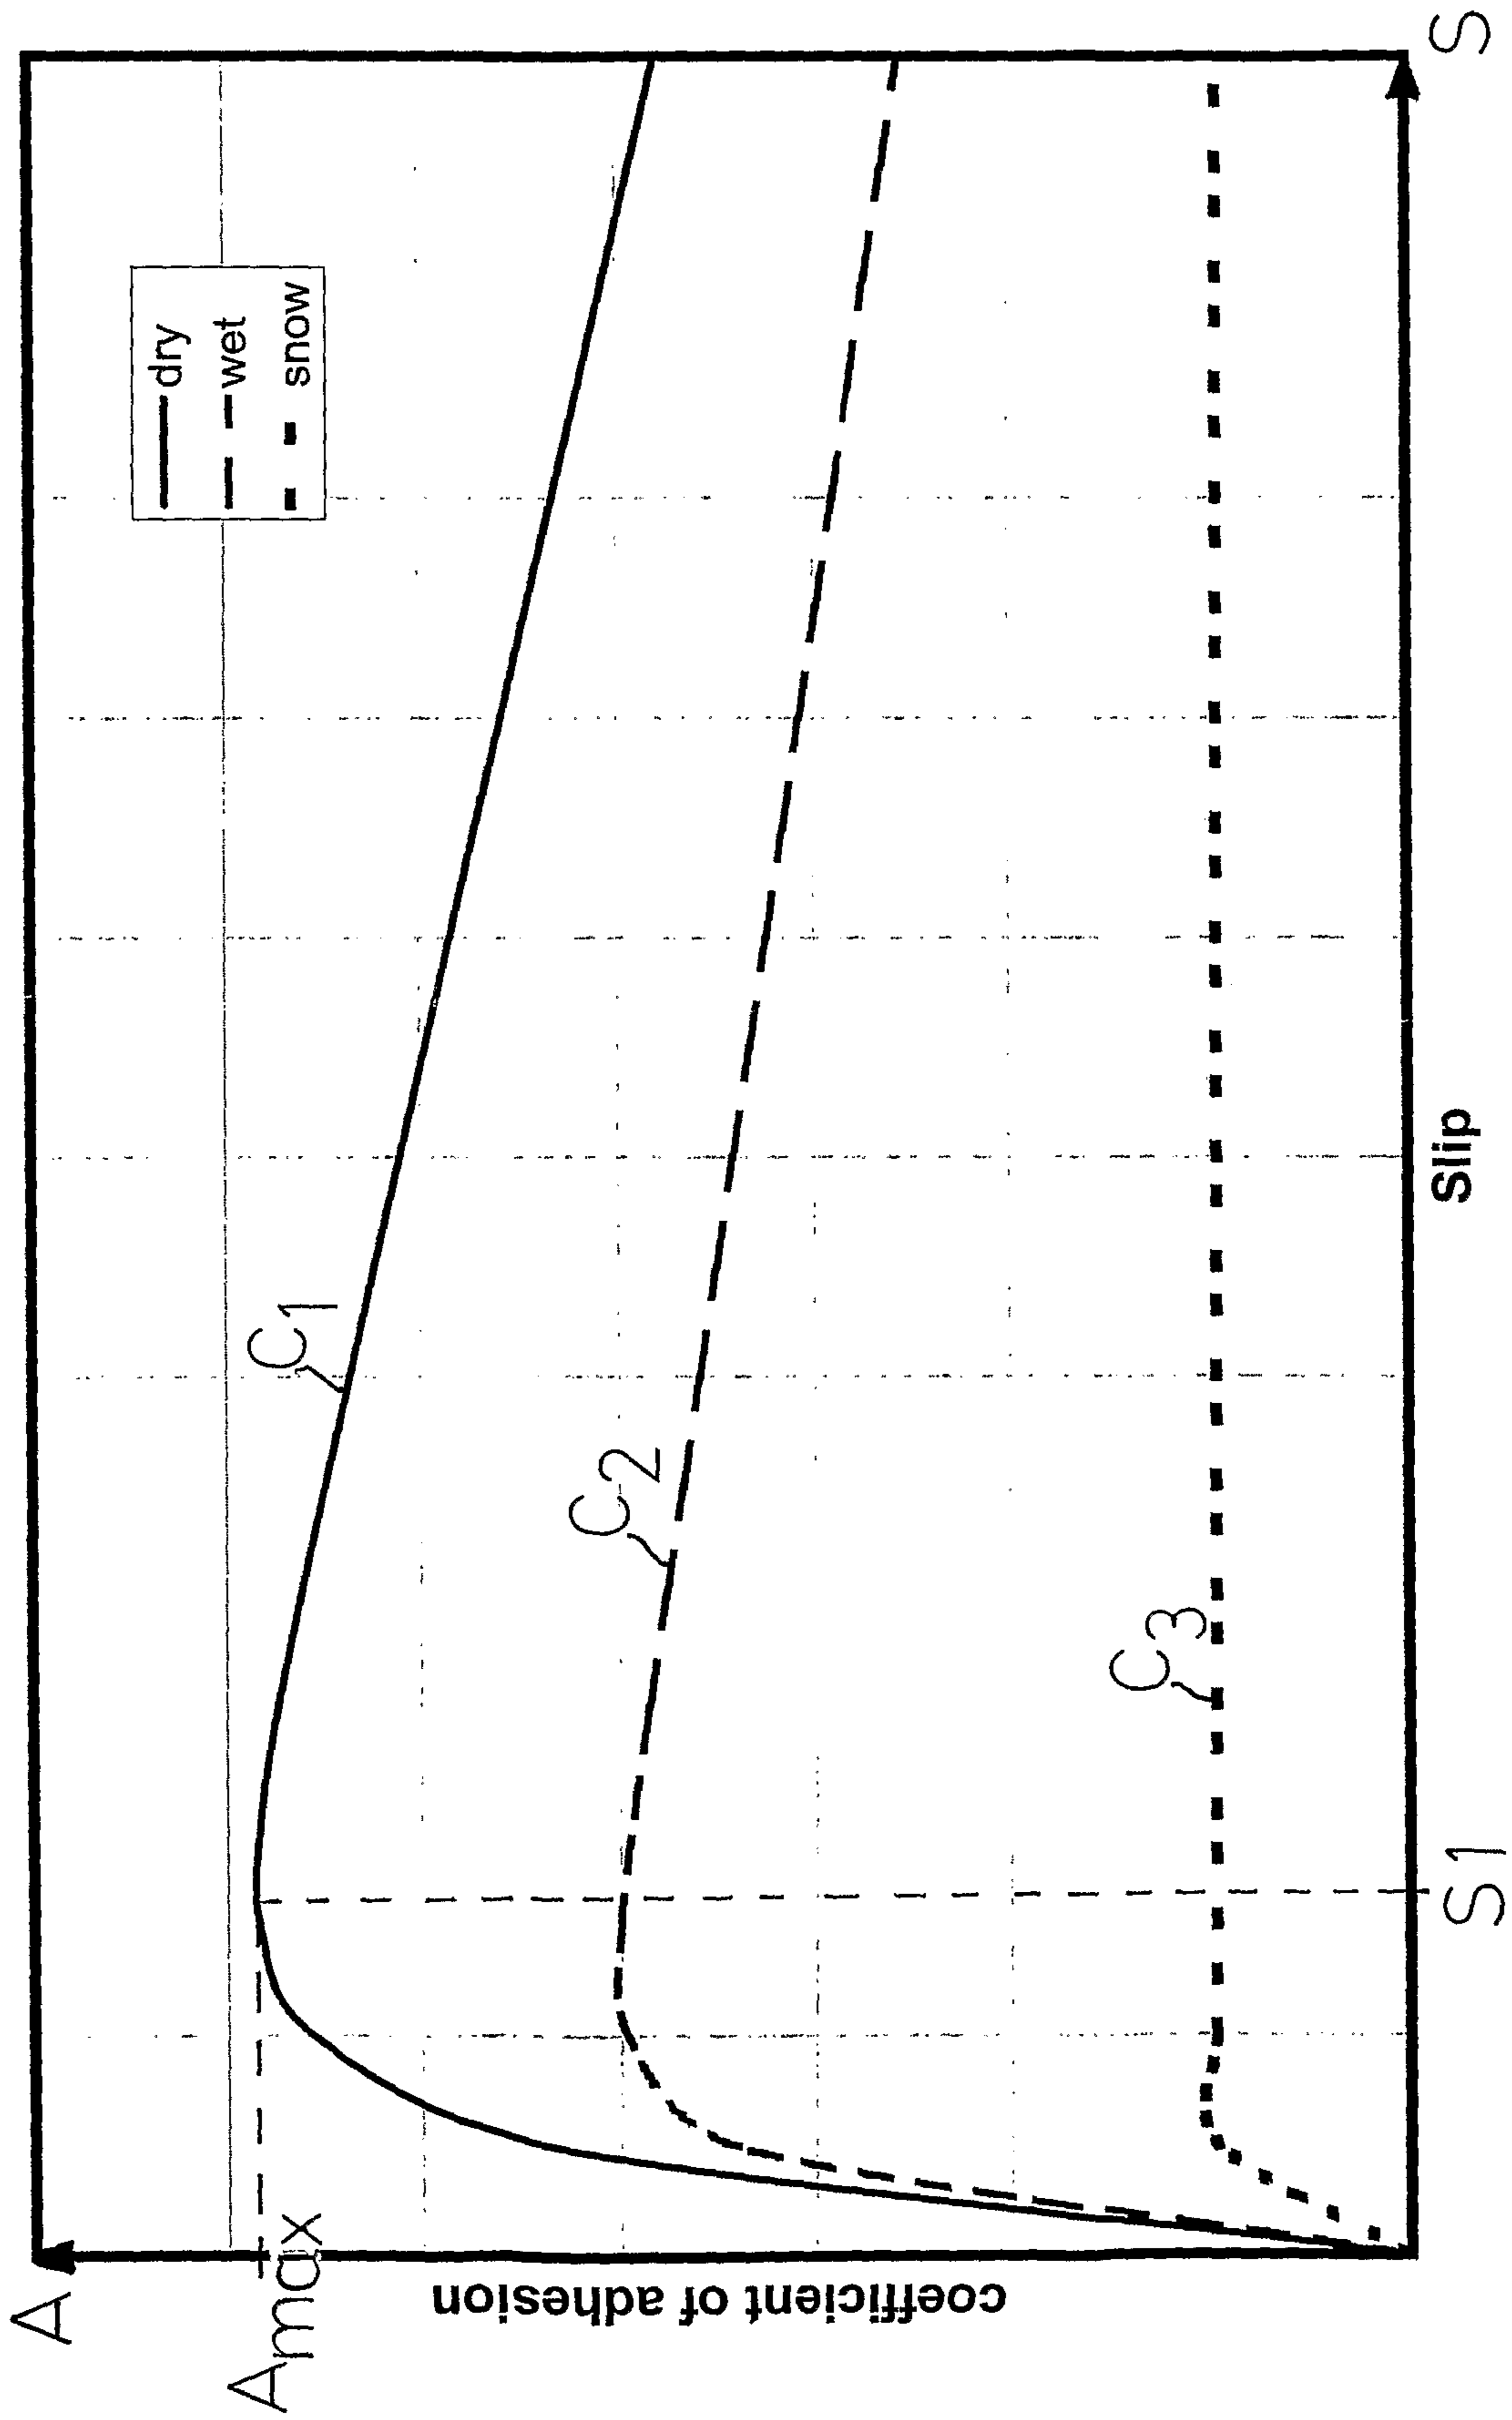 A
Amax
coefficient of adhesion
C1
C2
C3
dry
wet
snow
S1
Slip
S